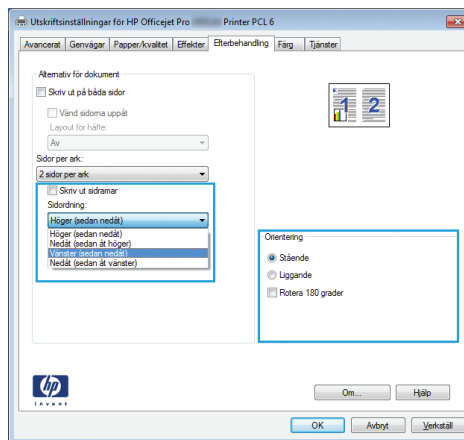 Utskriftsinställningar för HP Officejet Pro Printer PCL 6
Avancerat Genvägar Papper/kvalitet Effekter Efterbehandling Färg Tjänster
Alternativ för dokument
Skriv ut på båda sidor
Vänd sidorna uppåt
Layout för häfte:
Av
Sidor per ark:
2 sidor per ark
Skriv ut sidramar
Sidordning:
Höger (sedan nedåt)
Höger (sedan nedåt)
Nedåt (sedan åt höger)
Vänster (sedan nedåt)
Nedåt (sedan åt vänster)
1 2
Orientering
Stående
Liggande
Rotera 180 grader
hp
invent
Om... Hjälp
OK Avbryt Verkställ